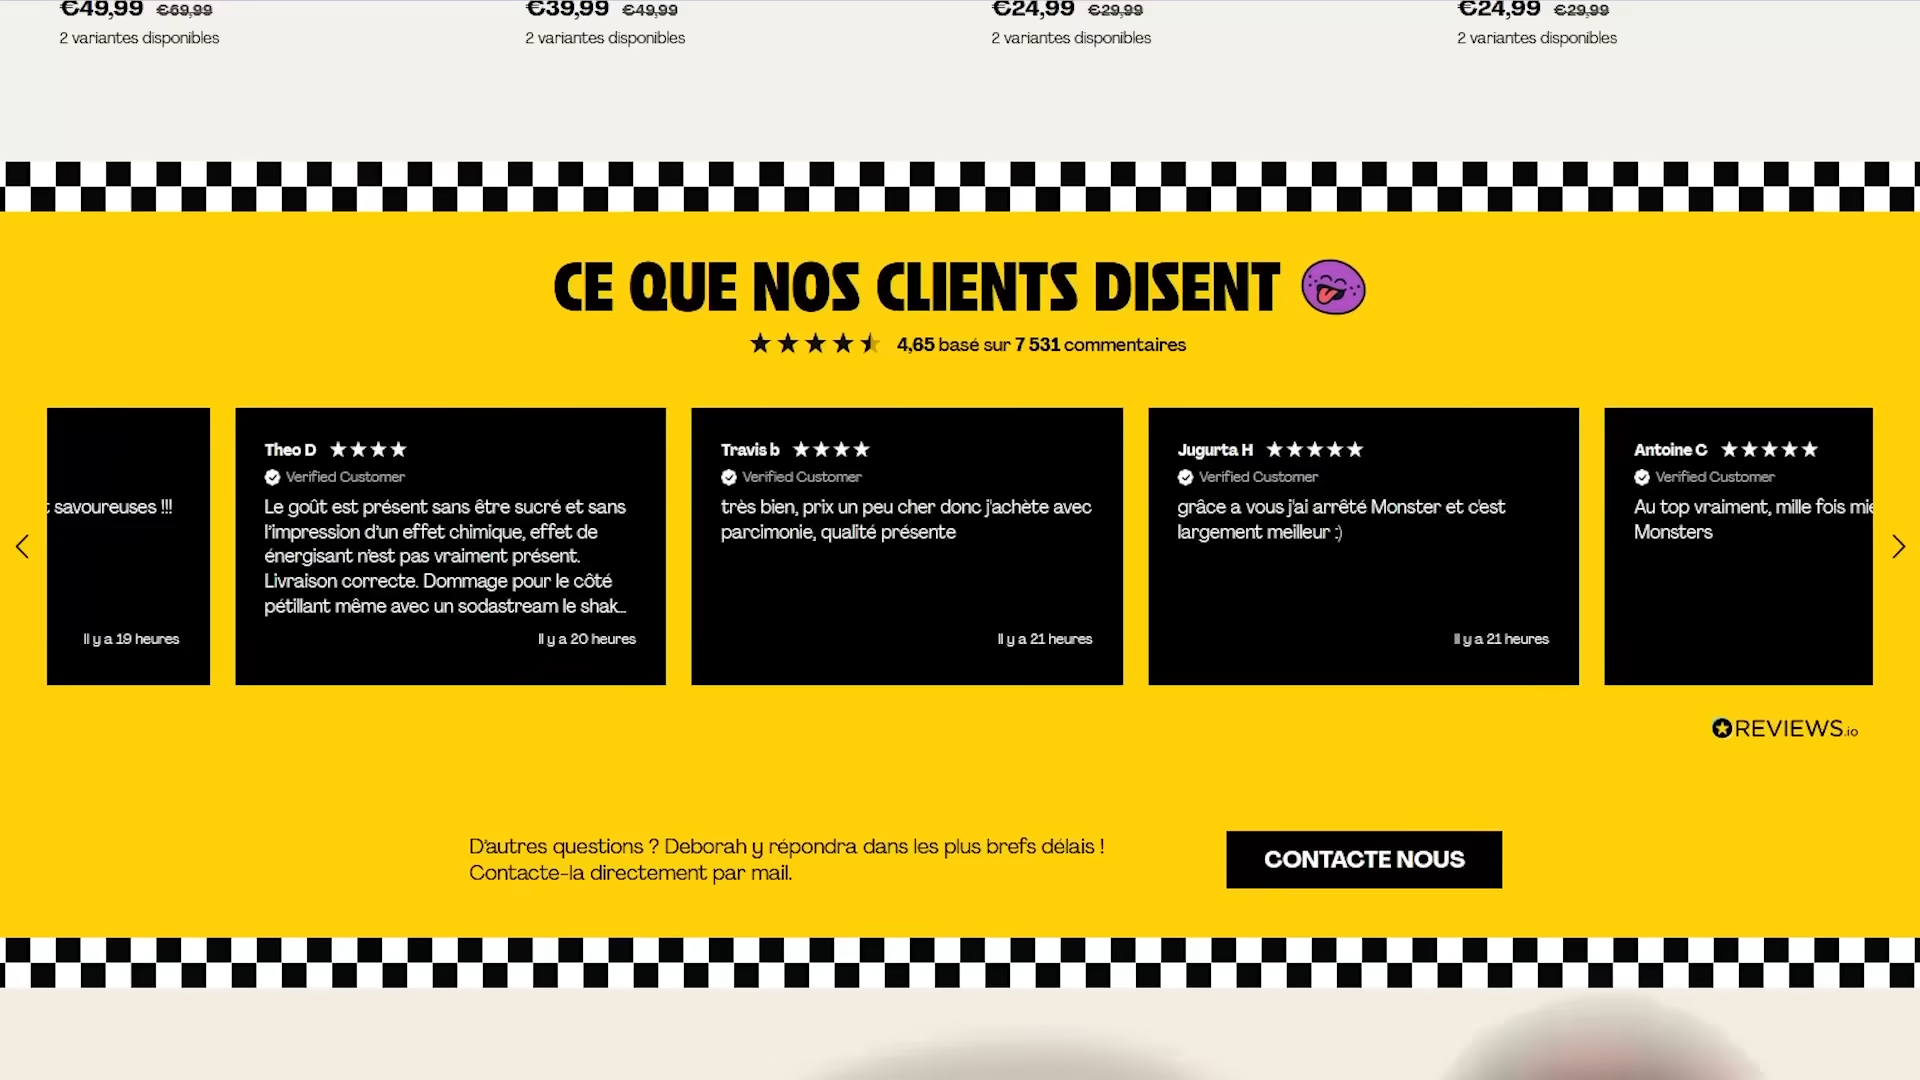 €49,99 €69,99
2 variantes disponibles
€39,99 €49,99
2 variantes disponibles
€24,99 €29,99
2 variantes disponibles
€24,99 €29,99
2 variantes disponibles
CE QUE NOS CLIENTS DISENT
4,65 basé sur 7 531 commentaires
savoureuses !!!
Il y a 19 heures
Theo D
Verified Customer
Le goût est présent sans être sucré et sans
l'impression d'un effet chimique, effet de
énergisant n'est pas vraiment présent.
Livraison correcte. Dommage pour le côté
pétillant même avec un sodastream le shak...
Il y a 20 heures
Travis b
Verified Customer
très bien, prix un peu cher donc j'achète avec
parcimonie, qualité présente
Il y a 21 heures
Jugurta H
Verified Customer
grâce a vous j'ai arrêté Monster et c'est
largement meilleur :)
Il y a 21 heures
Antoine C
Verified Customer
Au top vraiment, mille fois
Monsters
REVIEWS.io
D'autres questions ? Deborah y répondra dans les plus brefs délais !
Contacte-la directement par mail.
CONTACTE NOUS